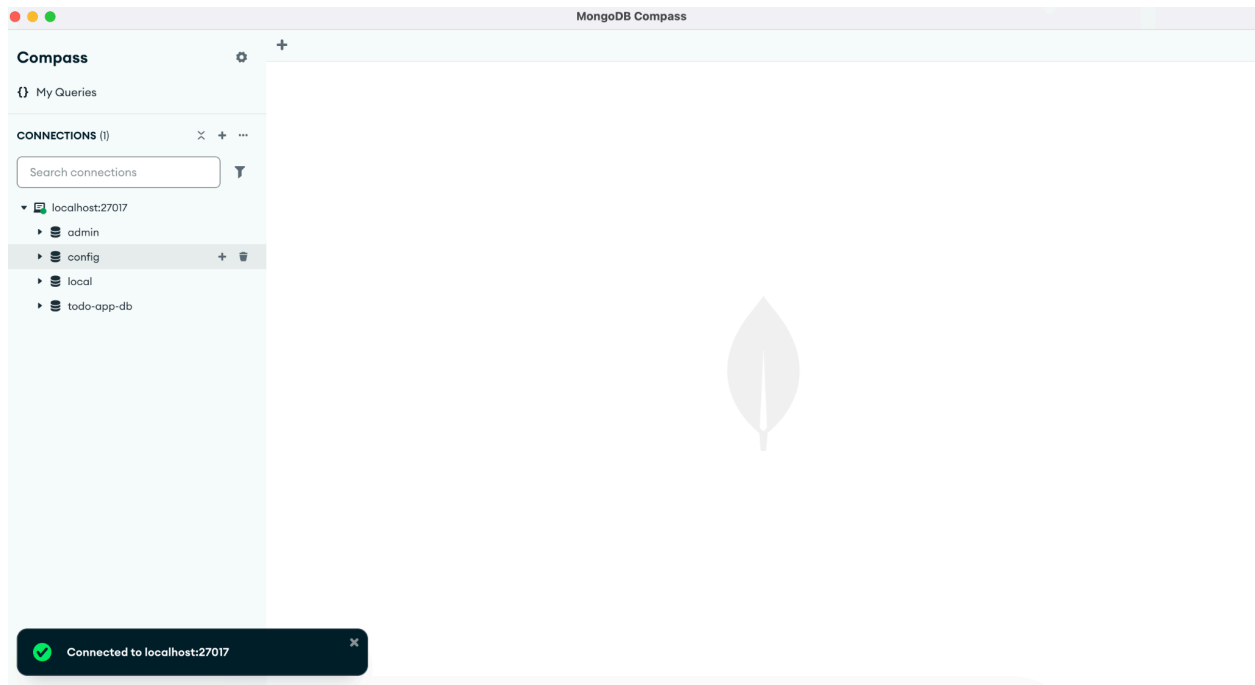 MongoDB Compass
Compass
{} My Queries
CONNECTIONS (1)
Search connections
localhost:27017
admin
config
local
todo-app-db
Connected to localhost:27017